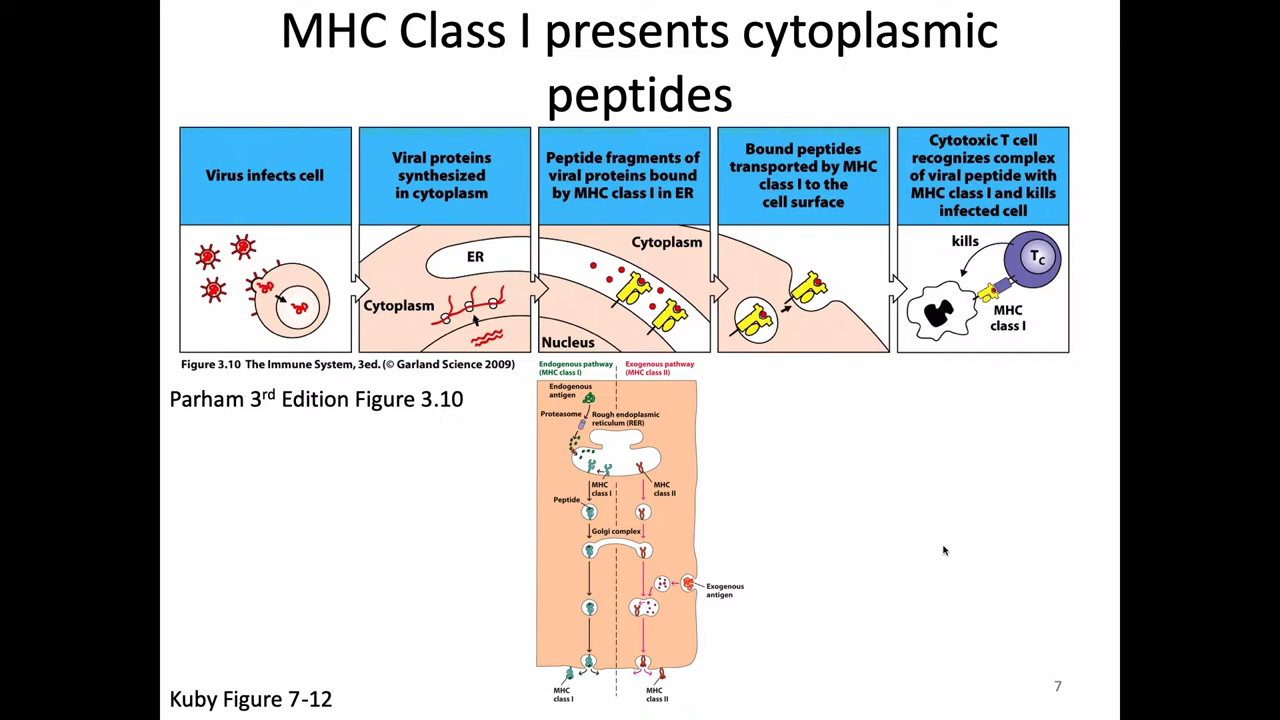 MHC Class I presents cytoplasmic
peptides
Virus infects cell
Viral proteins
synthesized
in cytoplasm
Peptide fragments of
viral proteins bound
by MHC class I in ER
Bound peptides
transported by MHC
class I to the
cell surface
Cytotoxic T cell
recognizes complex
of viral peptide with
MHC class I and kills
infected cell
ER
Cytoplasm
Cytoplasm
Nucleus
kills
TC
MHC
class I
Figure 3.10 The Immune System, 3ed. (© Garland Science 2009)
Parham 3rd Edition Figure 3.10
Endogenous pathway
(MHC class I)
Exogenous pathway
(MHC class II)
Endogenous
antigen
Proteasome
Rough endoplasmic
reticulum (RER)
MHC
class I
MHC
class II
Peptide
Golgi complex
Exogenous
antigen
MHC
class I
MHC
class II
Kuby Figure 7-12
7